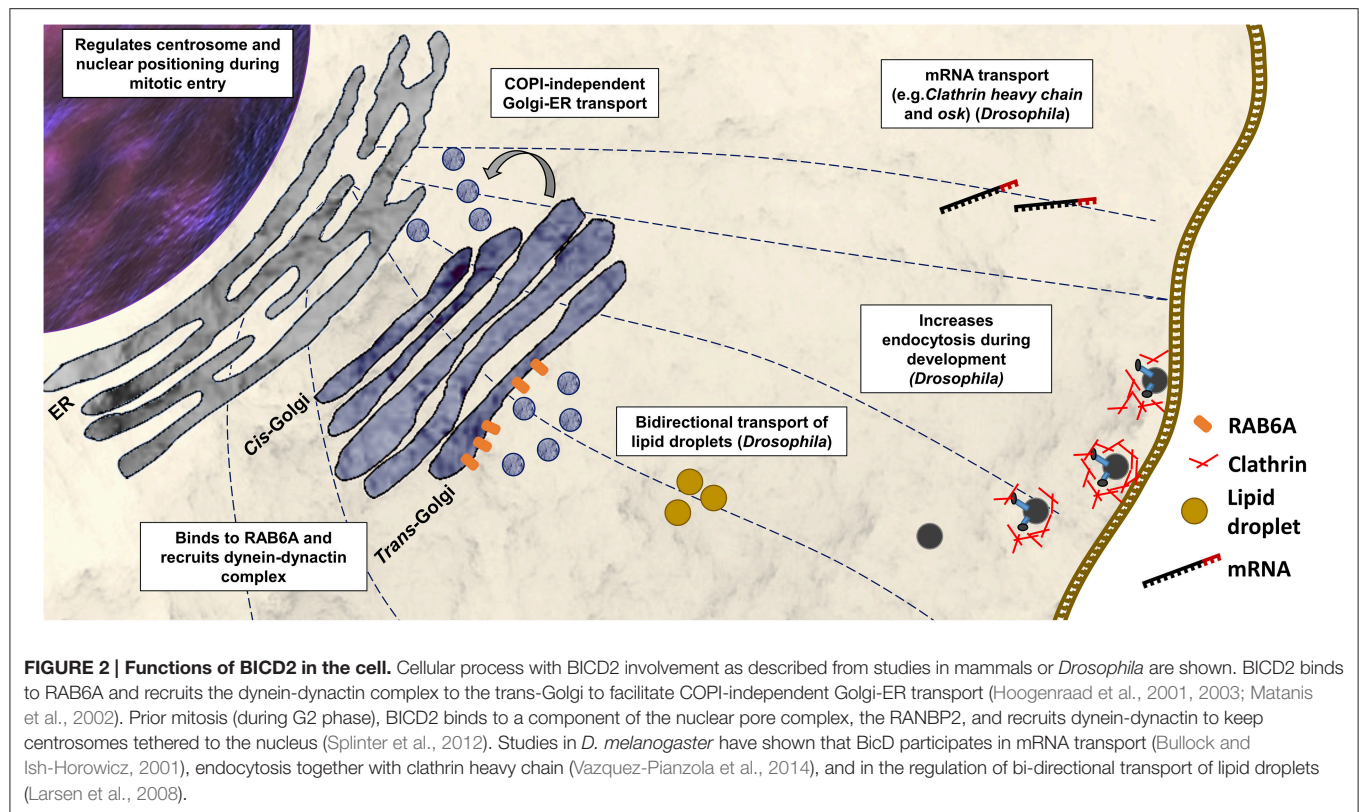 Regulates centrosome and
nuclear positioning during
mitotic entry
COPI-independent
Golgi-ER transport
mRNA transport
(e.g.Clathrin heavy chain
and osk) (Drosophila)
Increases
endocytosis during
development
(Drosophila)
Bidirectional transport of
lipid droplets (Drosophila)
ER
Cis-Golgi
Trans-Golgi
Binds to RAB6A and
recruits dynein-dynactin
complex
RAB6A
Clathrin
Lipid
droplet
mRNA
FIGURE 2 | Functions of BICD2 in the cell. Cellular process with BICD2 involvement as described from studies in mammals or Drosophila are shown. BICD2 binds
to RAB6A and recruits the dynein-dynactin complex to the trans-Golgi to facilitate COPI-independent Golgi-ER transport (Hoogenraad et al., 2001, 2003; Matanis
et al., 2002). Prior mitosis (during G2 phase), BICD2 binds to a component of the nuclear pore complex, the RANBP2, and recruits dynein-dynactin to keep
centrosomes tethered to the nucleus (Splinter et al., 2012). Studies in D. melanogaster have shown that BicD participates in mRNA transport (Bullock and
Ish-Horowicz, 2001), endocytosis together with clathrin heavy chain (Vazquez-Pianzola et al., 2014), and in the regulation of bi-directional transport of lipid droplets
(Larsen et al., 2008).